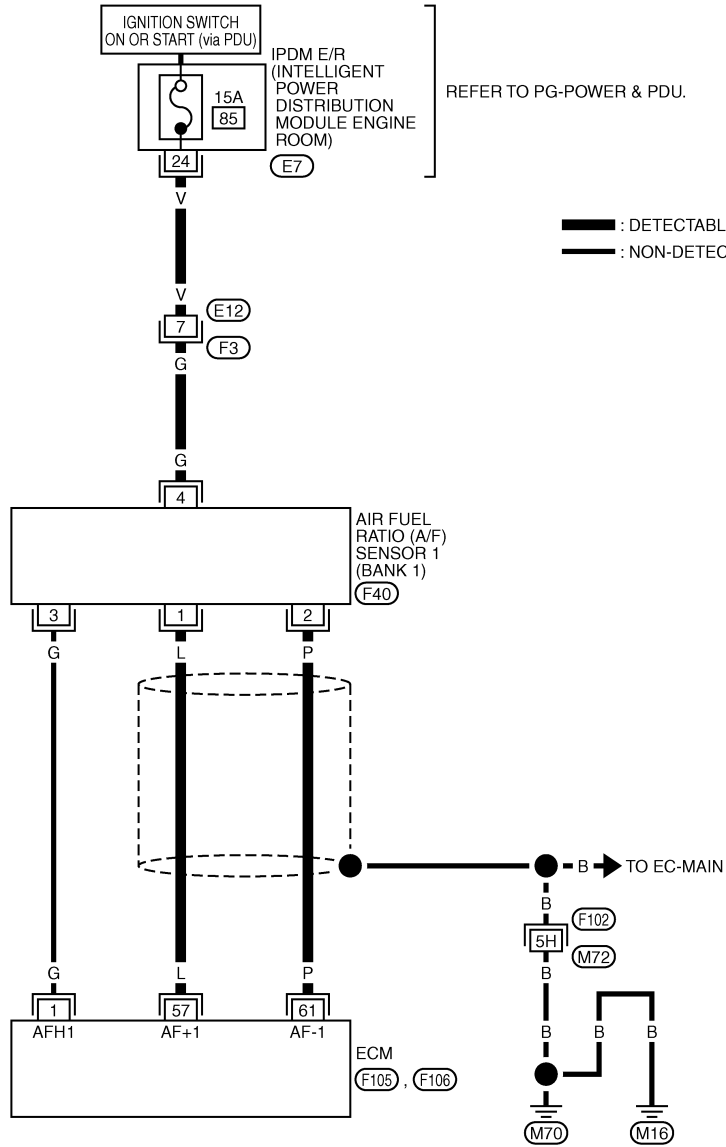 IGNITION SWITCH
ON OR START (via PDU)
IPDM E/R
(INTELLIGENT
POWER
DISTRIBUTION
MODULE ENGINE
ROOM)
REFER TO PG-POWER & PDU.
15A
85
24
E7
V
: DETECTABL
: NON-DETEC
V
E12
7
F3
G
G
4
AIR FUEL
RATIO (A/F)
SENSOR 1
(BANK 1)
F40
3 1 2
G L P
B TO EC-MAIN
B
F102
5H
M72
G L P B
1 57 61
AFH1 AF+1 AF-1 B B B
ECM
F105 , F106
M70 M16